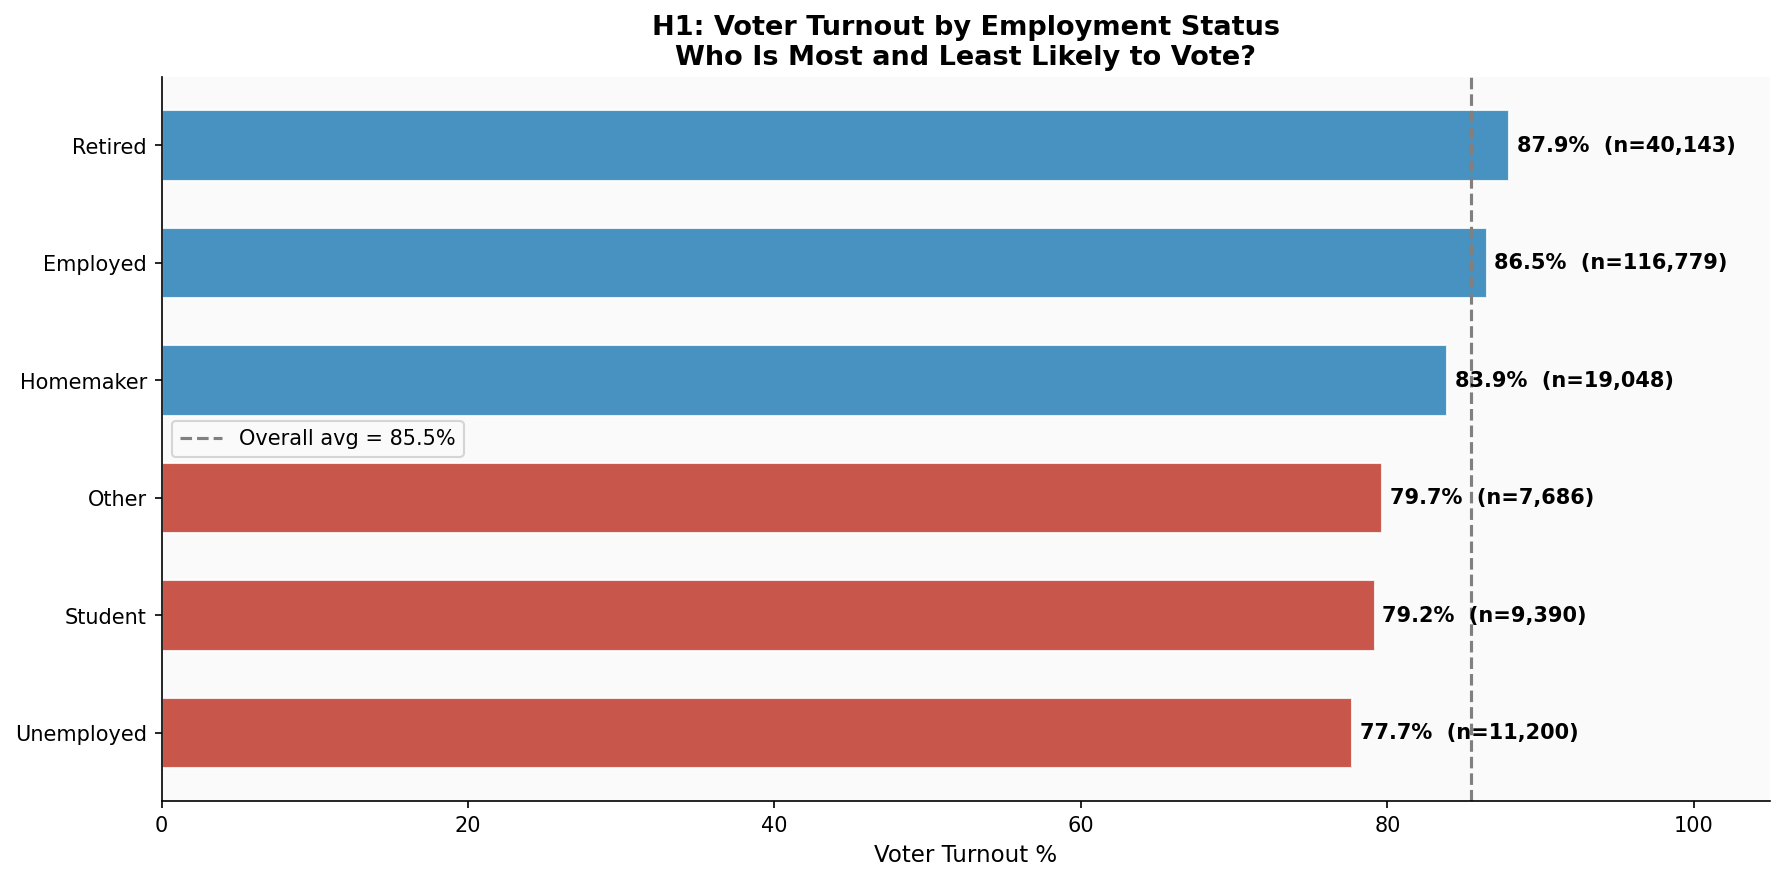 H1: Voter Turnout by Employment Status
Who Is Most and Least Likely to Vote?
Retired
87.9% (n=40,143)
Employed
86.5% (n=116,779)
Homemaker
83.9% (n=19,048)
Overall avg = 85.5%
Other
79.7% (n=7,686)
Student
79.2% (n=9,390)
Unemployed
77.7% (n=11,200)
0 20 40 60 80 100
Voter Turnout %